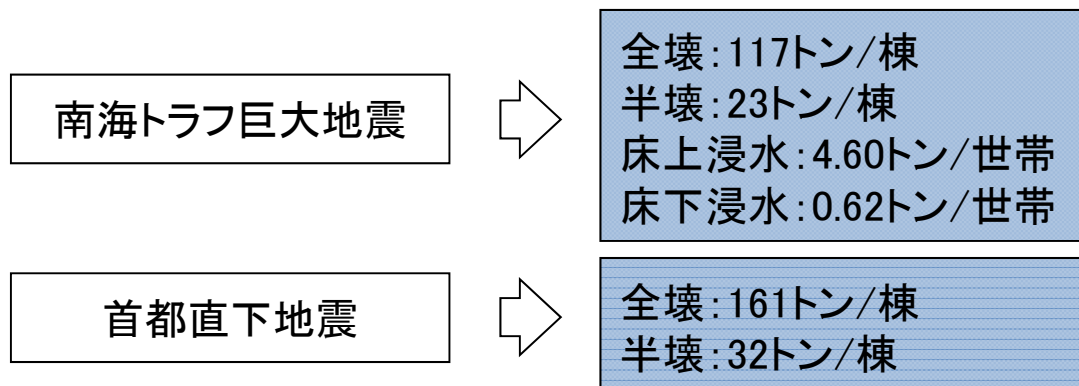 南海トラフ巨大地震
全壊:117トン/棟
半壊:23トン/棟
床上浸水:4.60トン/世帯
床下浸水:0.62トン/世帯
首都直下地震
全壊:161トン/棟
半壊:32トン/棟